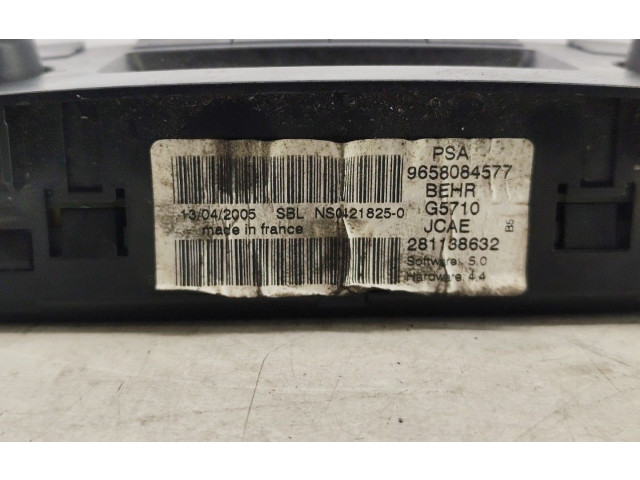 13/04/2005 SBL NS0421825-0
made in france
PSA
9658084577
BEHR
G5710
JCAE
281138632
Software: 5.0
Hardware: 4.4
B5